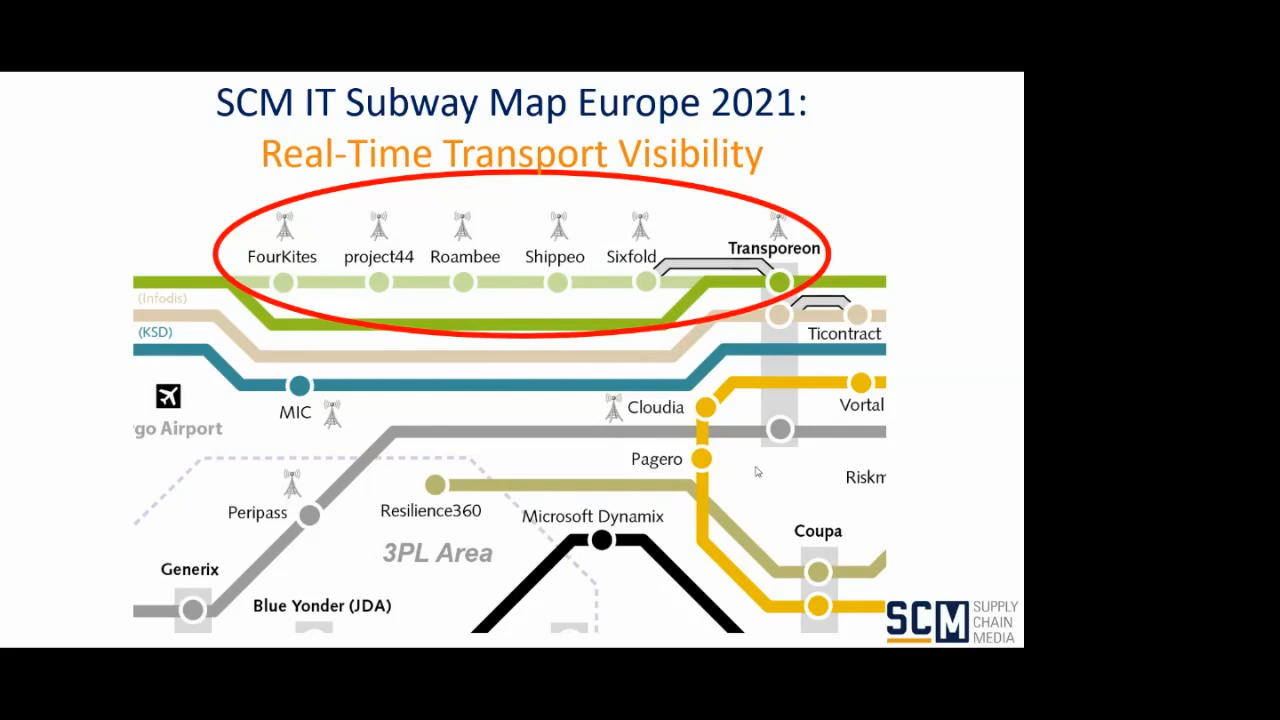 SCM IT Subway Map Europe 2021:
Real-Time Transport Visibility
FourKites project44 Roambee Shippeo Sixfold Transporeon
(Infodis)
(KSD)
Ticontract
MIC
Cloudia
Vortal
go Airport
Pagero
Riskm
Peripass
Resilience360
Microsoft Dynamix
Coupa
3PL Area
Generix
Blue Yonder (JDA)
SCM SUPPLY
CHAIN
MEDIA